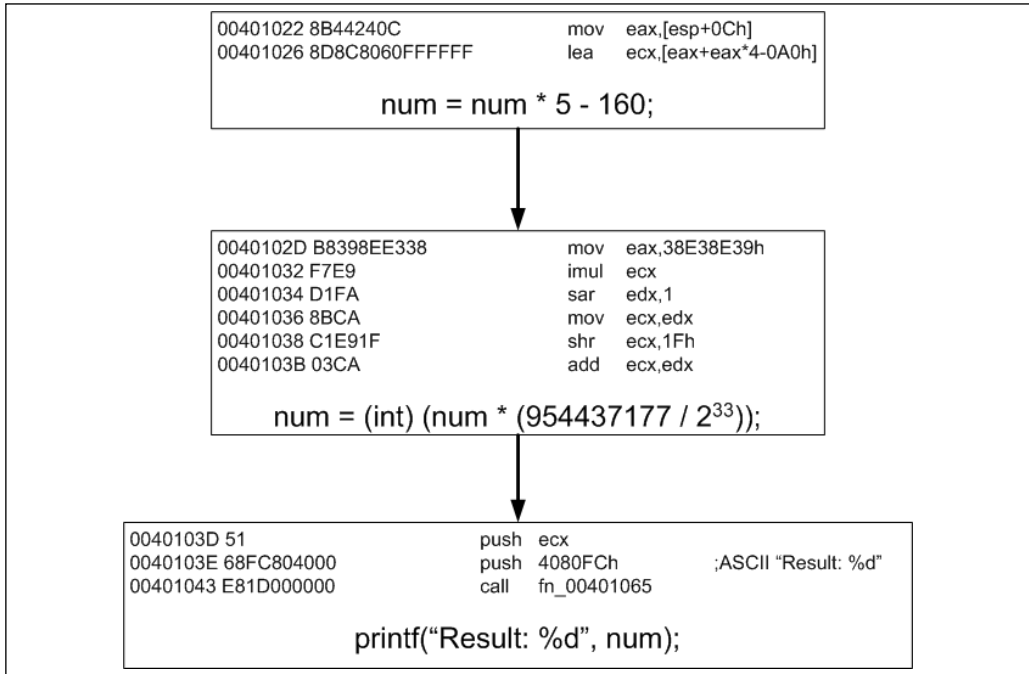 00401022 8B44240C mov eax,[esp+0Ch]
00401026 8D8C8060FFFFFF lea ecx,[eax+eax*4-0A0h]
num = num * 5 - 160;
0040102D B8398EE338 mov eax,38E38E39h
00401032 F7E9 imul ecx
00401034 D1FA sar edx,1
00401036 8BCA mov ecx,edx
00401038 C1E91F shr ecx,1Fh
0040103B 03CA add ecx,edx
num = (int) (num * (954437177 / 2³³));
0040103D 51 push ecx
0040103E 68FC804000 push 4080FCh ;ASCII “Result: %d”
00401043 E81D000000 call fn_00401065
printf(“Result: %d”, num);